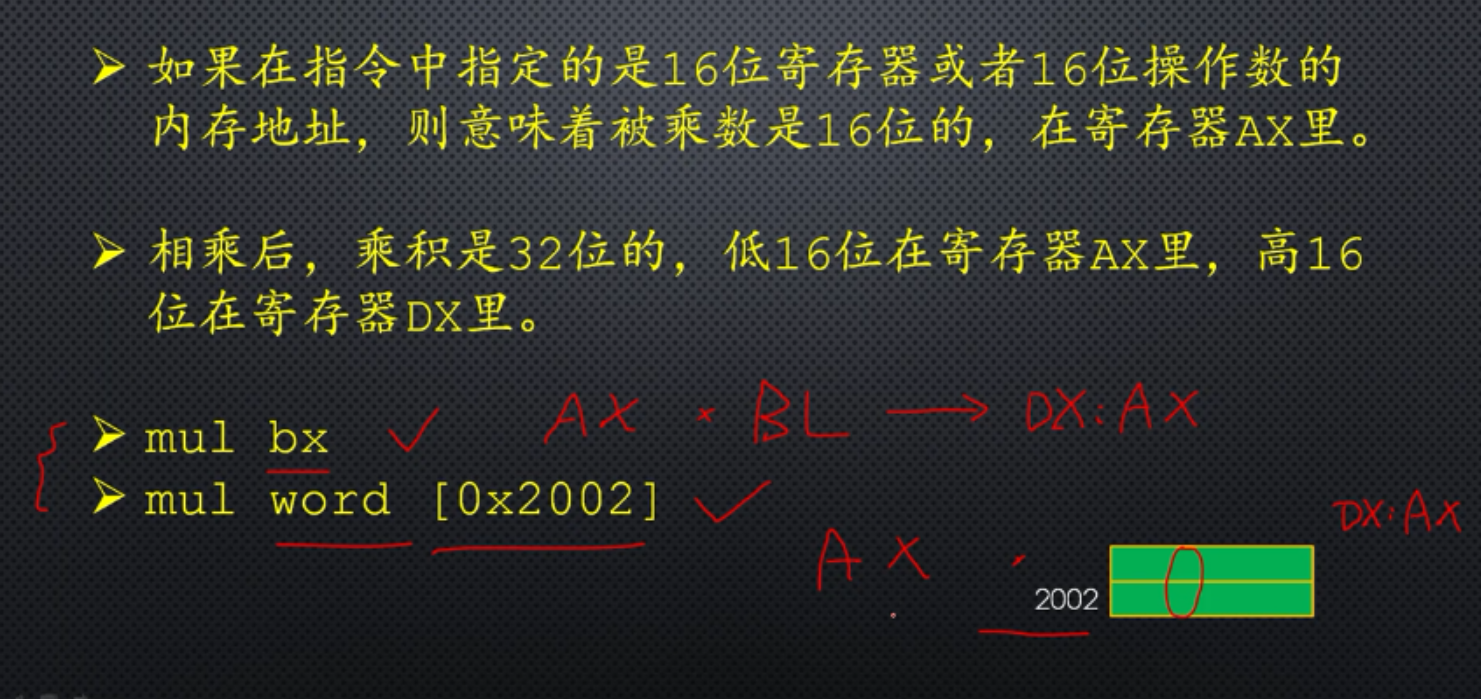 ➢ 如果在指令中指定的是16位寄存器或者16位操作数的
内存地址，则意味着被乘数是16位的，在寄存器AX里。
➢ 相乘后，乘积是32位的，低16位在寄存器AX里，高16
位在寄存器DX里。
➢ mul bx ✓ AX * BL → DX:AX
➢ mul word [0x2002] ✓
DX:AX
AX ·
2002